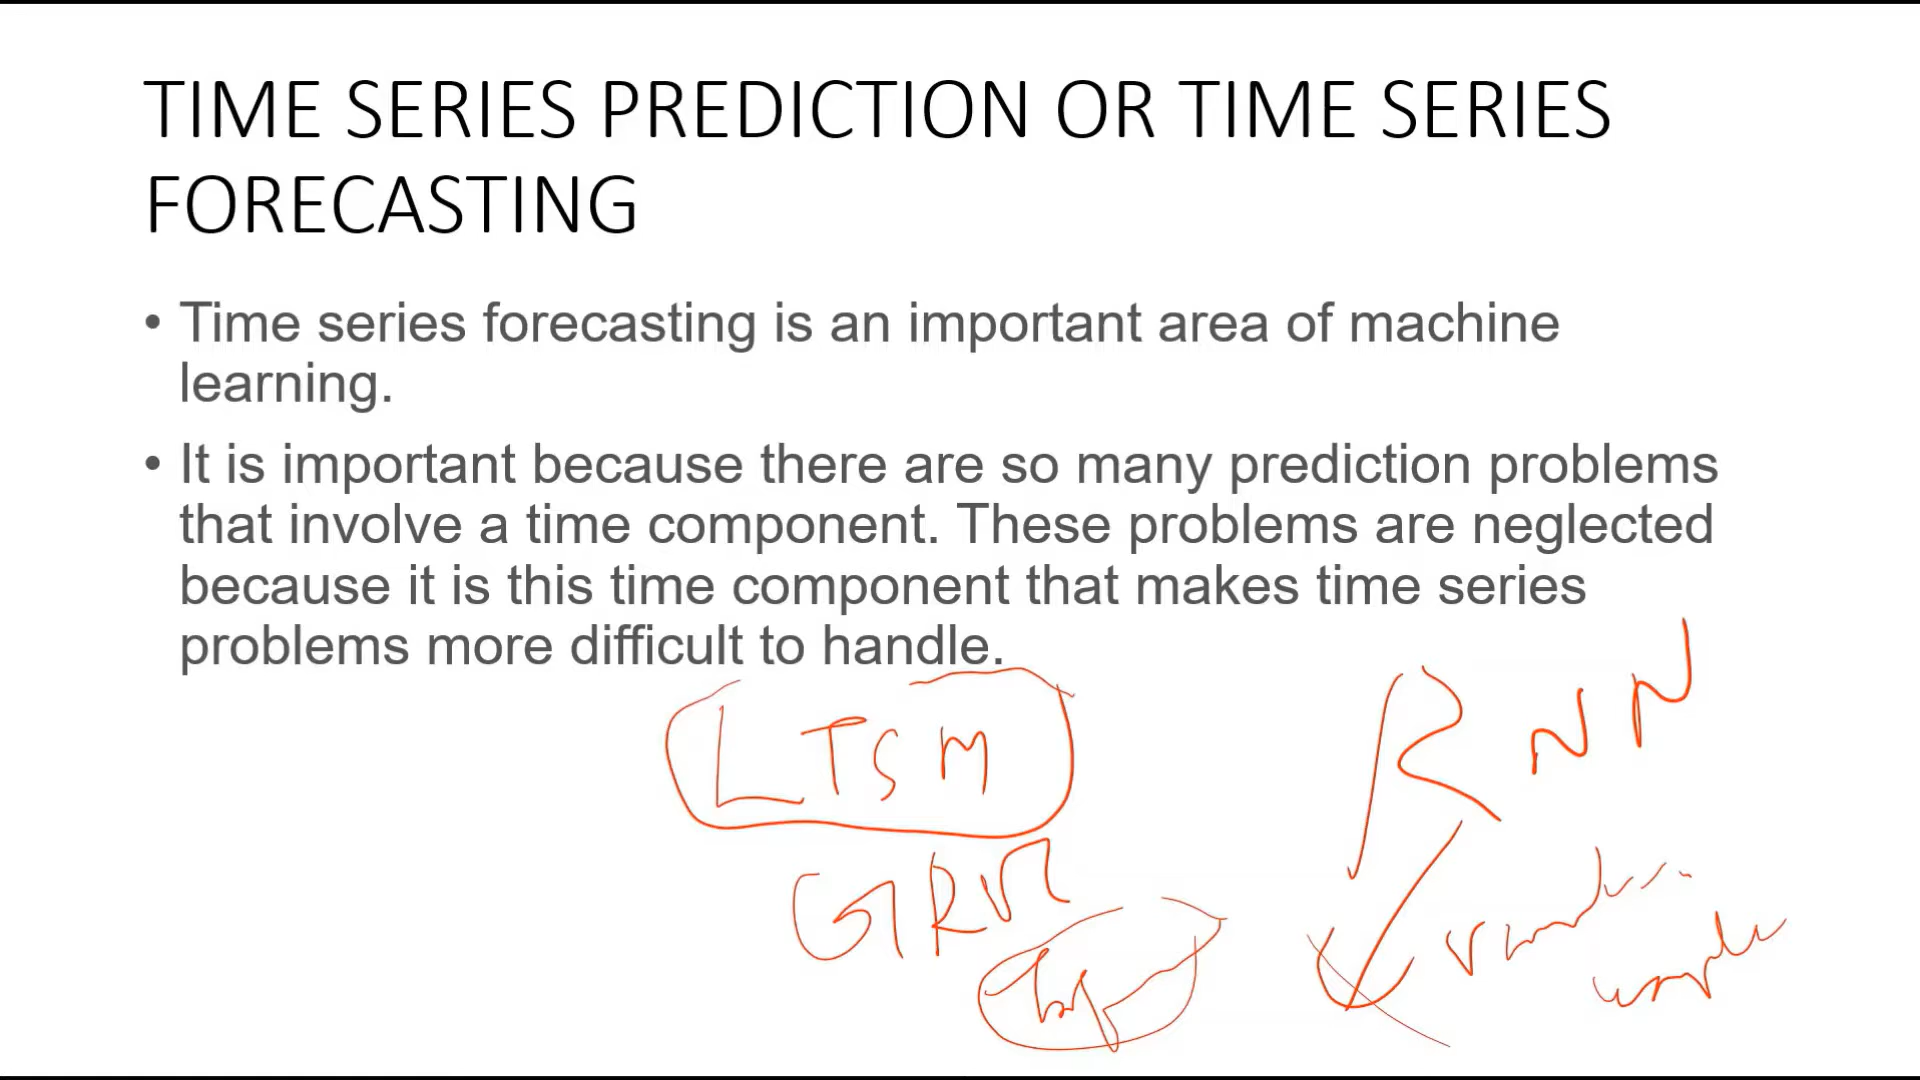 TIME SERIES PREDICTION OR TIME SERIES
FORECASTING
• Time series forecasting is an important area of machine
learning.
• It is important because there are so many prediction problems
that involve a time component. These problems are neglected
because it is this time component that makes time series
problems more difficult to handle.
LTSM
RNN
GRU